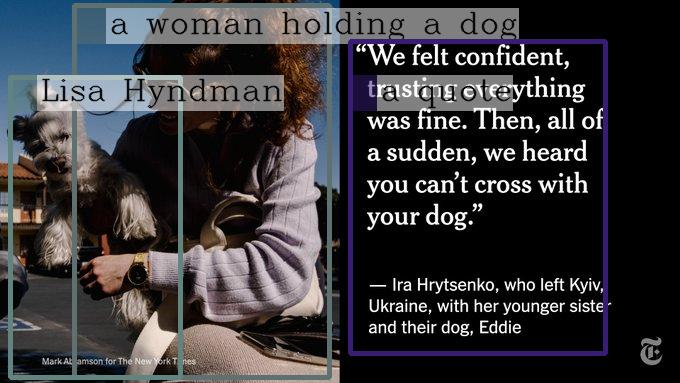 a woman holding a dog
Lisa Hyndman
a quote
“We felt confident,
trusting everything
was fine. Then, all of
a sudden, we heard
you can’t cross with
your dog.”
— Ira Hrytsenko, who left Kyiv,
Ukraine, with her younger sister
and their dog, Eddie
Mark Abramson for The New York Times
T